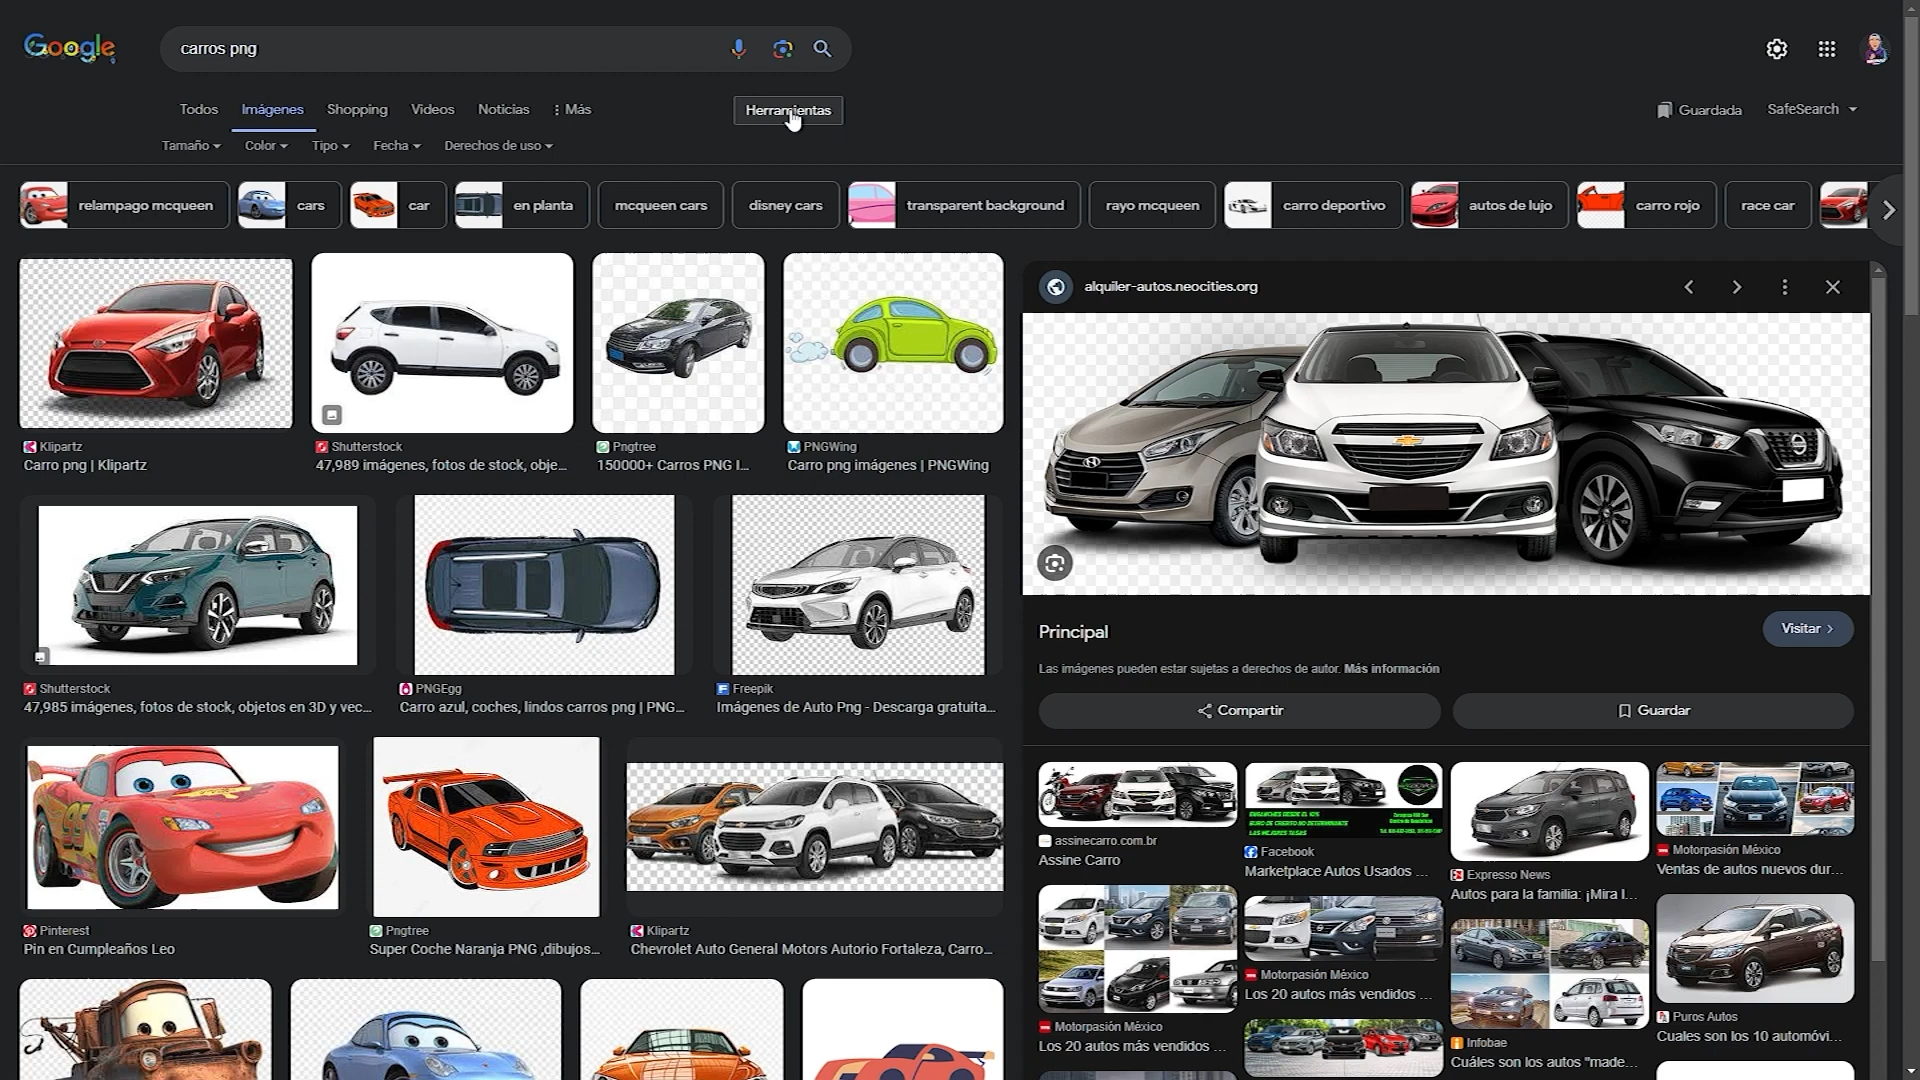 Google
carros png
Todos
Imágenes
Shopping
Videos
Noticias
Más
Herramientas
Guardada
SafeSearch
Tamaño
Color
Tipo
Fecha
Derechos de uso
relampago mcqueen
cars
car
en planta
mcqueen cars
disney cars
transparent background
rayo mcqueen
carro deportivo
autos de lujo
carro rojo
race car
Klipartz
Carro png | Klipartz
Shutterstock
47,989 imágenes, fotos de stock, obje...
Pngtree
150000+ Carros PNG I...
PNGWing
Carro png imágenes | PNGWing
Shutterstock
47,985 imágenes, fotos de stock, objetos en 3D y vec...
PNGEgg
Carro azul, coches, lindos carros png | PNG...
Freepik
Imágenes de Auto Png - Descarga gratuita...
95
Pinterest
Pin en Cumpleaños Leo
Pngtree
Super Coche Naranja PNG ,dibujos...
Klipartz
Chevrolet Auto General Motors Autorio Fortaleza, Carro...
alquiler-autos.neocities.org
Principal
Visitar
Las imágenes pueden estar sujetas a derechos de autor. Más información
Compartir
Guardar
assinecarro.com.br
Assine Carro
Facebook
Marketplace Autos Usados ...
Expresso News
Autos para la familia: ¡Mira l...
Motorpasión México
Ventas de autos nuevos dur...
Motorpasión México
Los 20 autos más vendidos ...
Motorpasión México
Los 20 autos más vendidos ...
Infobae
Cuáles son los autos "made...
Puros Autos
Cuales son los 10 automóvi...